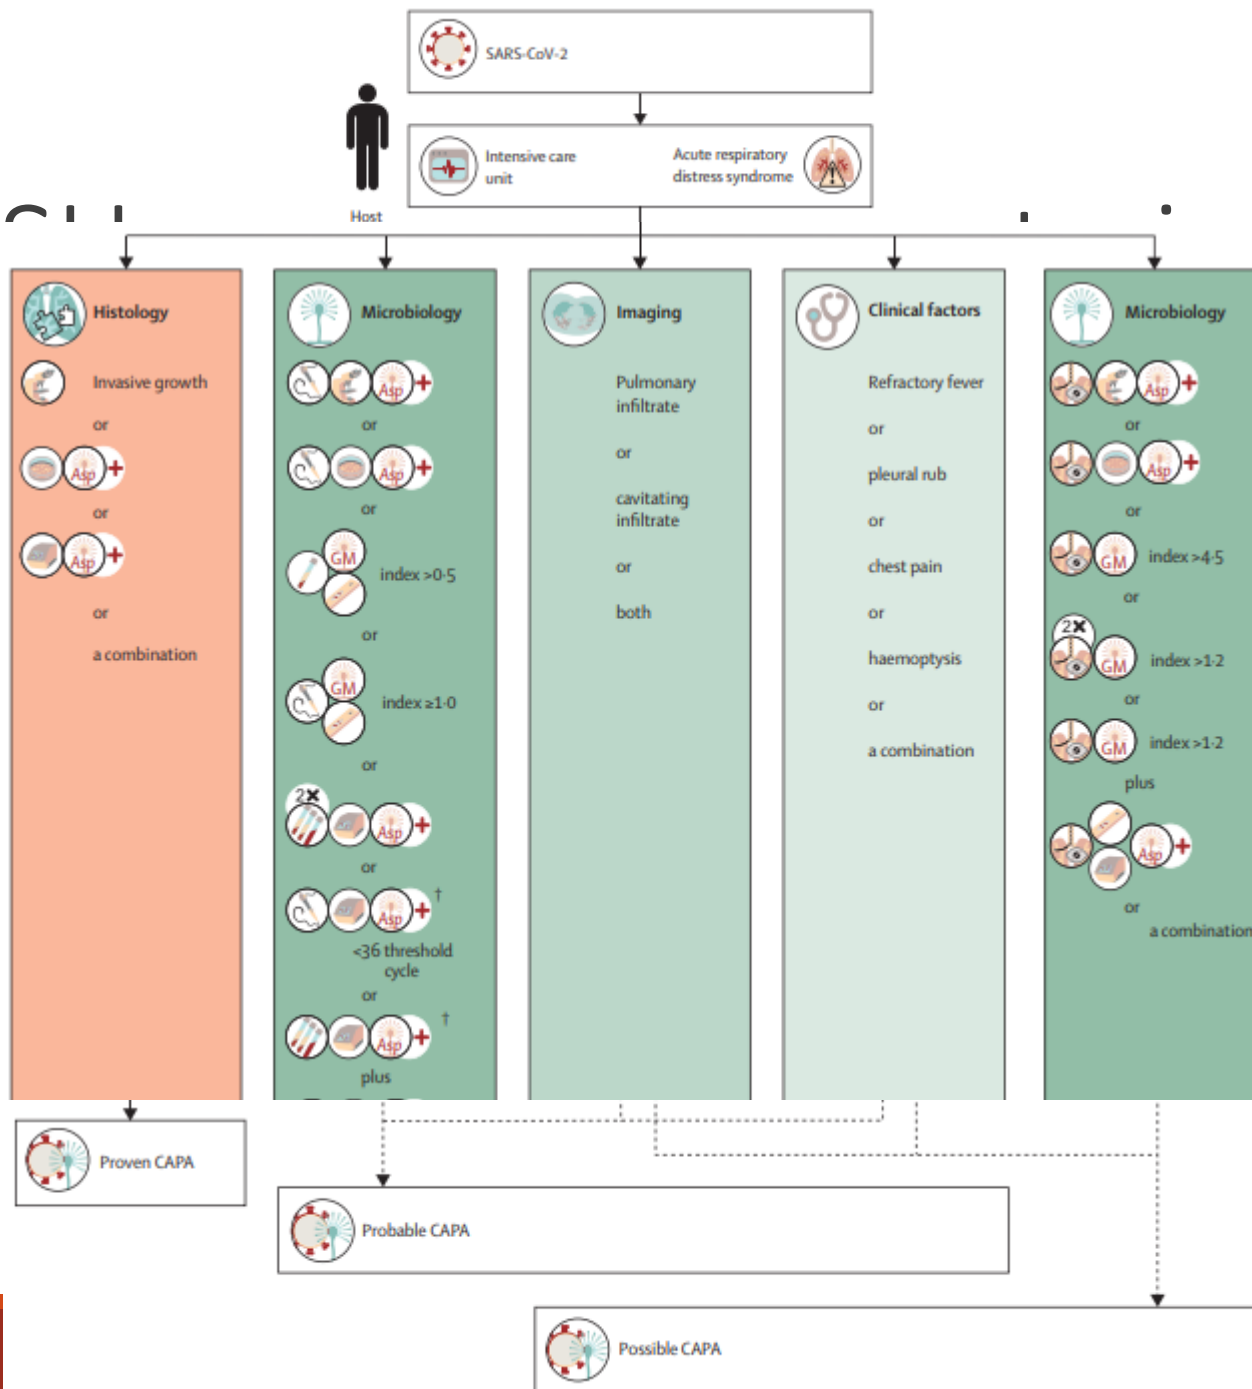 SARS-CoV-2
Intensive care
unit
Acute respiratory
distress syndrome
Host
Histology
Invasive growth
or
Asp +
or
Asp +
or
a combination
Microbiology
Asp +
or
Asp +
or
GM
index >0·5
or
GM
index ≥1·0
or
2×
Asp +
or
Asp + †
<36 threshold
cycle
or
Asp + †
plus
Imaging
Pulmonary
infiltrate
or
cavitating
infiltrate
or
both
Clinical factors
Refractory fever
or
pleural rub
or
chest pain
or
haemoptysis
or
a combination
Microbiology
Asp +
or
Asp +
or
GM index >4·5
or
2×
GM index >1·2
or
GM index >1·2
plus
Asp +
or
a combination
Proven CAPA
Probable CAPA
Possible CAPA